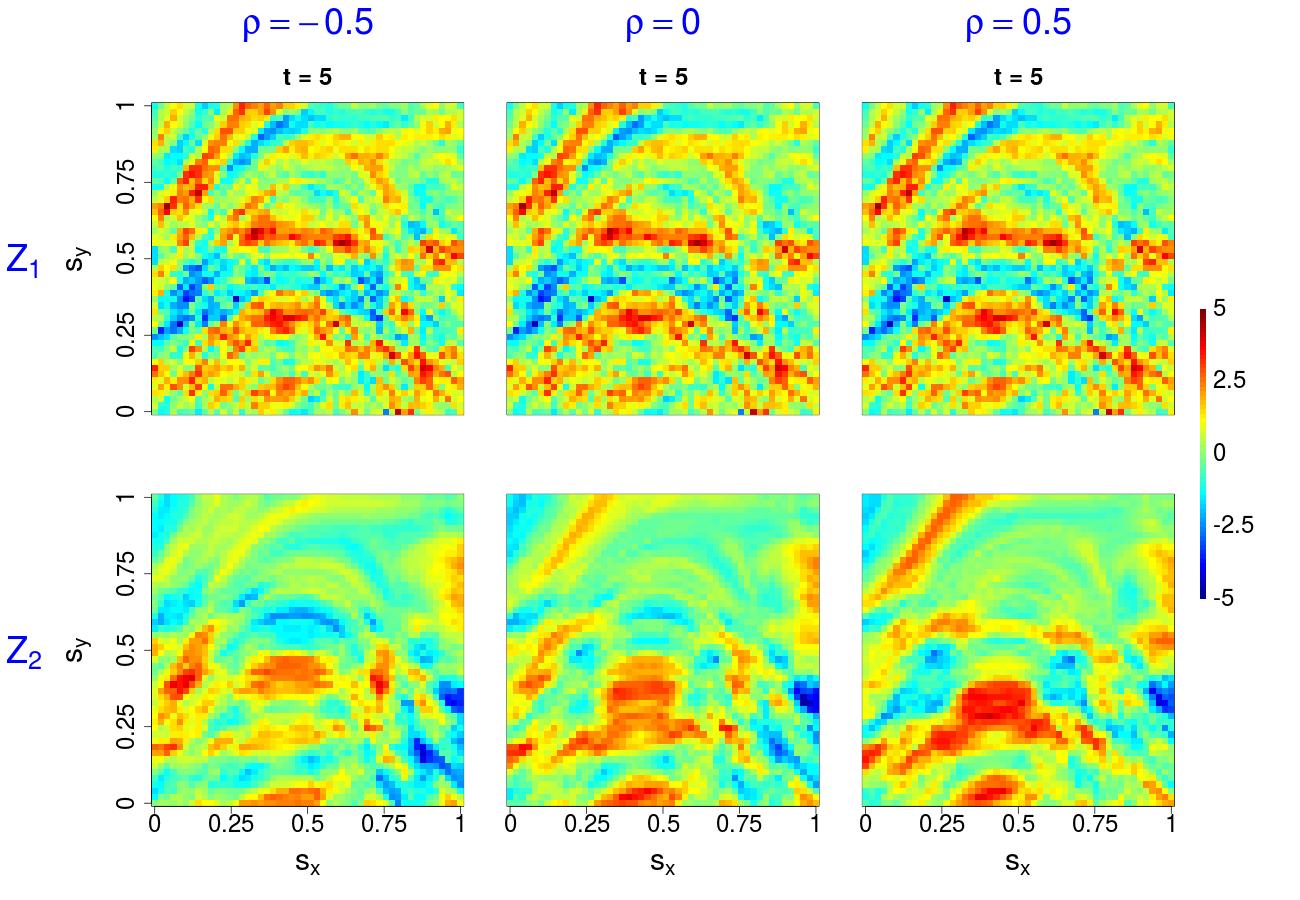 ρ = −0.5 ρ = 0 ρ = 0.5
t = 5 t = 5 t = 5
1
0.75
Z1 sy 0.5
0.25
0
5
2.5
0
-2.5
-5
1
0.75
Z2 sy 0.5
0.25
0
0 0.25 0.5 0.75 1 0 0.25 0.5 0.75 1 0 0.25 0.5 0.75 1
sx sx sx